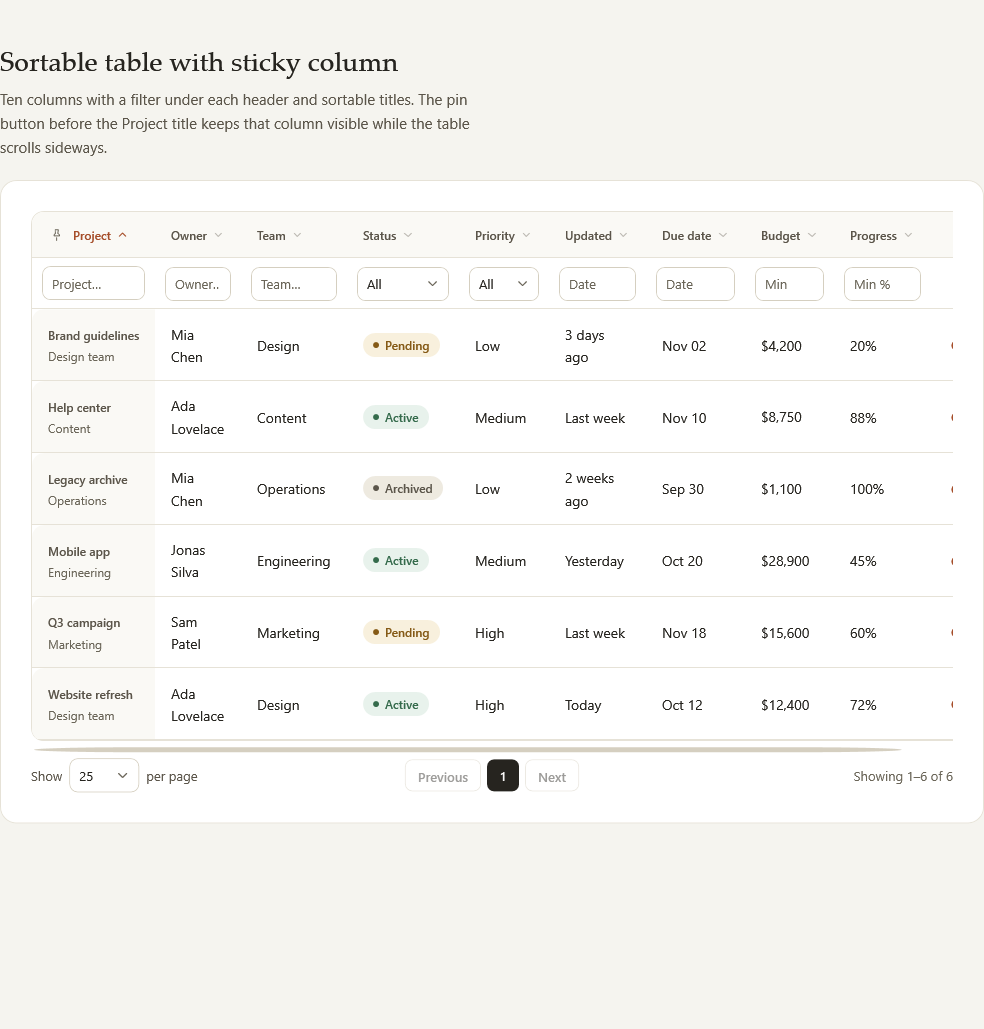 Sortable table with sticky column
Ten columns with a filter under each header and sortable titles. The pin
button before the Project title keeps that column visible while the table
scrolls sideways.
Project Owner Team Status Priority Updated Due date Budget Progress
Project... Owner.. Team... All All Date Date Min Min %
Brand guidelines
Design team
Mia
Chen
Design
Pending
Low
3 days
ago
Nov 02
$4,200
20%
Help center
Content
Ada
Lovelace
Content
Active
Medium
Last week
Nov 10
$8,750
88%
Legacy archive
Operations
Mia
Chen
Operations
Archived
Low
2 weeks
ago
Sep 30
$1,100
100%
Mobile app
Engineering
Jonas
Silva
Engineering
Active
Medium
Yesterday
Oct 20
$28,900
45%
Q3 campaign
Marketing
Sam
Patel
Marketing
Pending
High
Last week
Nov 18
$15,600
60%
Website refresh
Design team
Ada
Lovelace
Design
Active
High
Today
Oct 12
$12,400
72%
Show 25 per page
Previous 1 Next
Showing 1–6 of 6